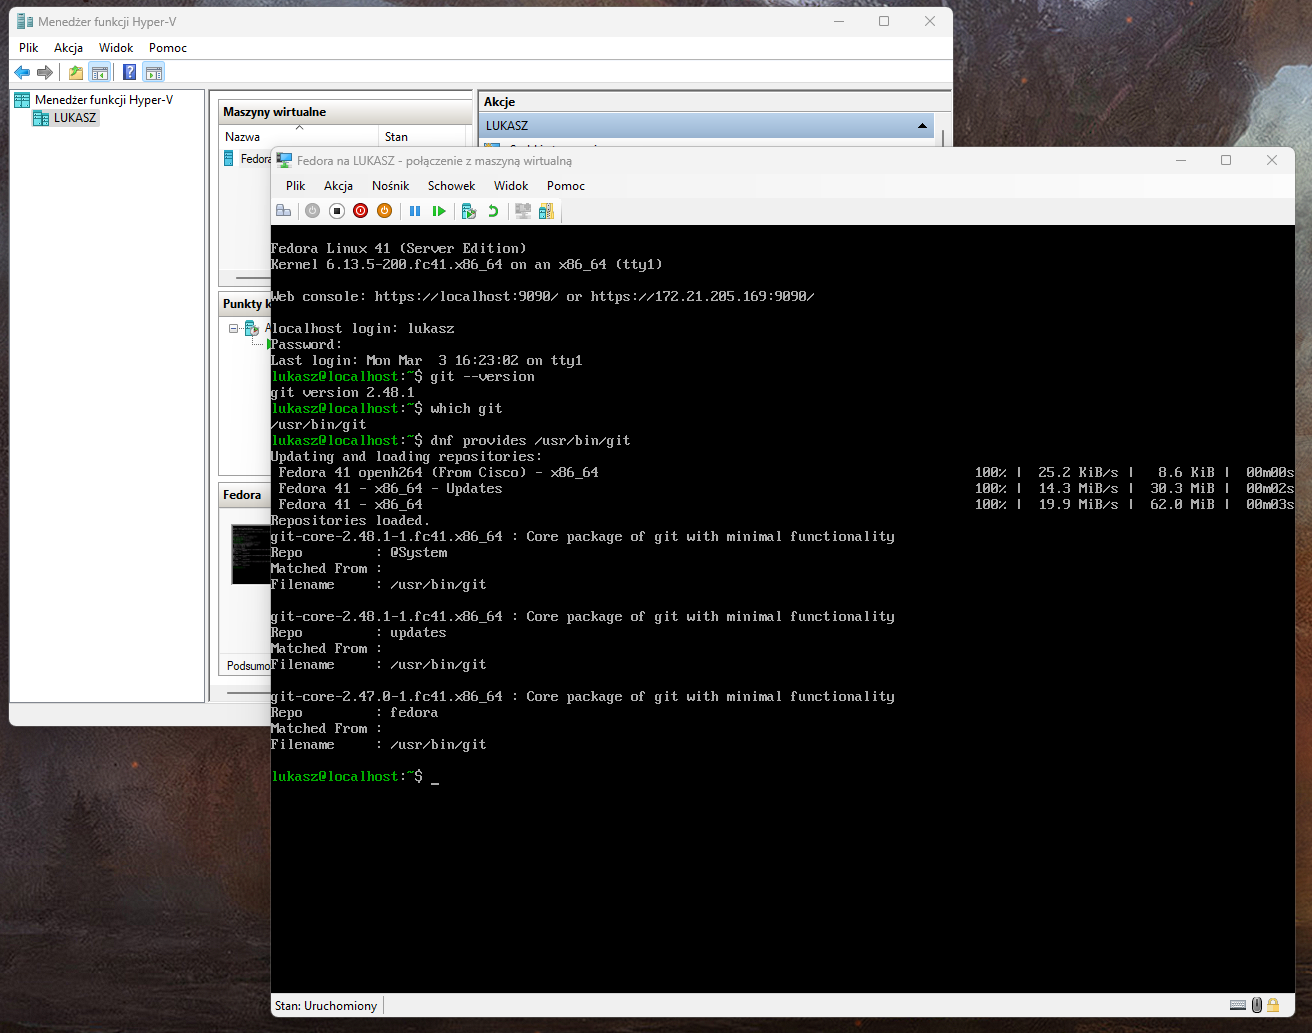 Menedżer funkcji Hyper-V
Plik Akcja Widok Pomoc
Menedżer funkcji Hyper-V
LUKASZ
Maszyny wirtualne
Nazwa Stan
Fedora
Akcje
LUKASZ
Punkty k
A
Fedora
Podsumo
Fedora na LUKASZ - połączenie z maszyną wirtualną
Plik Akcja Nośnik Schowek Widok Pomoc
Fedora Linux 41 (Server Edition)
Kernel 6.13.5-200.fc41.x86_64 on an x86_64 (tty1)
Web console: https://localhost:9090/ or https://172.21.205.169:9090/
localhost login: lukasz
Password:
Last login: Mon Mar  3 16:23:02 on tty1
lukasz@localhost:~$ git --version
git version 2.48.1
lukasz@localhost:~$ which git
/usr/bin/git
lukasz@localhost:~$ dnf provides /usr/bin/git
Updating and loading repositories:
 Fedora 41 openh264 (From Cisco) - x86_64 100% | 25.2 KiB/s | 8.6 KiB | 00m00s
 Fedora 41 - x86_64 - Updates 100% | 14.3 MiB/s | 30.3 MiB | 00m02s
 Fedora 41 - x86_64 100% | 19.9 MiB/s | 62.0 MiB | 00m03s
Repositories loaded.
git-core-2.48.1-1.fc41.x86_64 : Core package of git with minimal functionality
Repo         : @System
Matched From :
Filename     : /usr/bin/git
git-core-2.48.1-1.fc41.x86_64 : Core package of git with minimal functionality
Repo         : updates
Matched From :
Filename     : /usr/bin/git
git-core-2.47.0-1.fc41.x86_64 : Core package of git with minimal functionality
Repo         : fedora
Matched From :
Filename     : /usr/bin/git
lukasz@localhost:~$ _
Stan: Uruchomiony